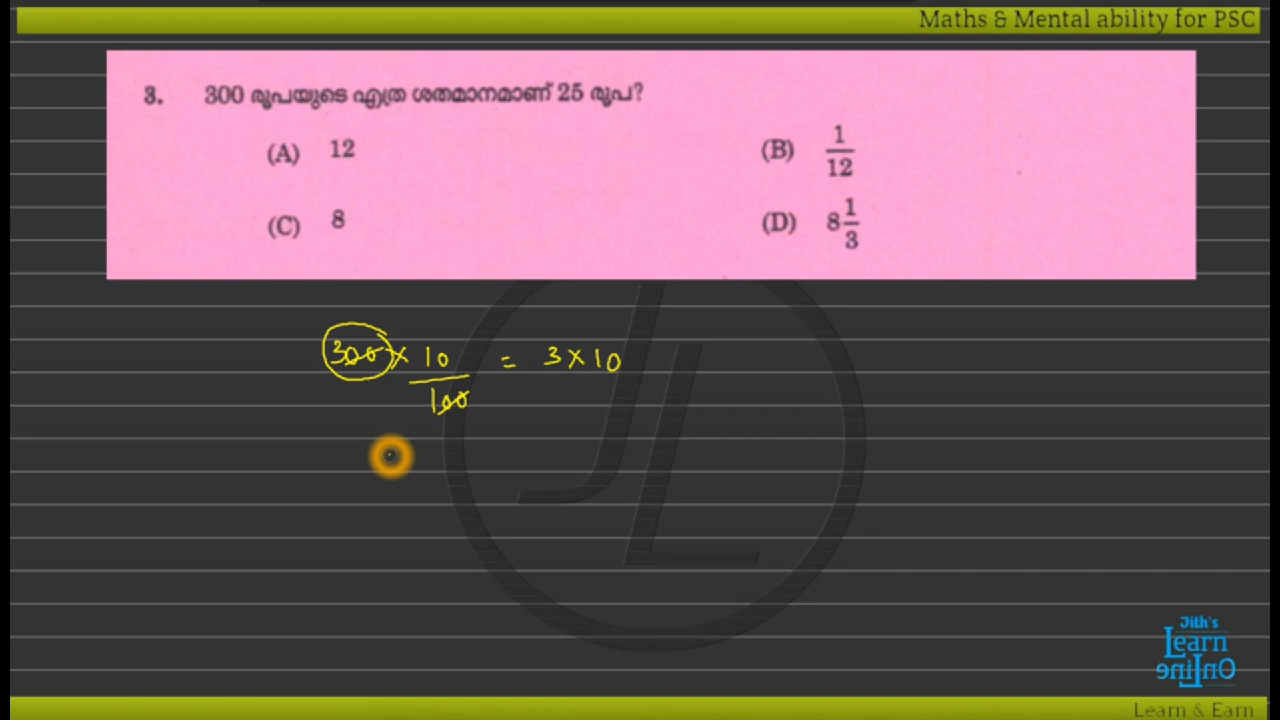 Maths & Mental ability for PSC
3. 300 രൂപയുടെ എത്ര ശതമാനമാണ് 25 രൂപ?
(A) 12 (B) 1/12
(C) 8 (D) 8 1/3
300 × 10/100 = 3 × 10
JL
Jith's
Learn
OnLine
Learn & Earn